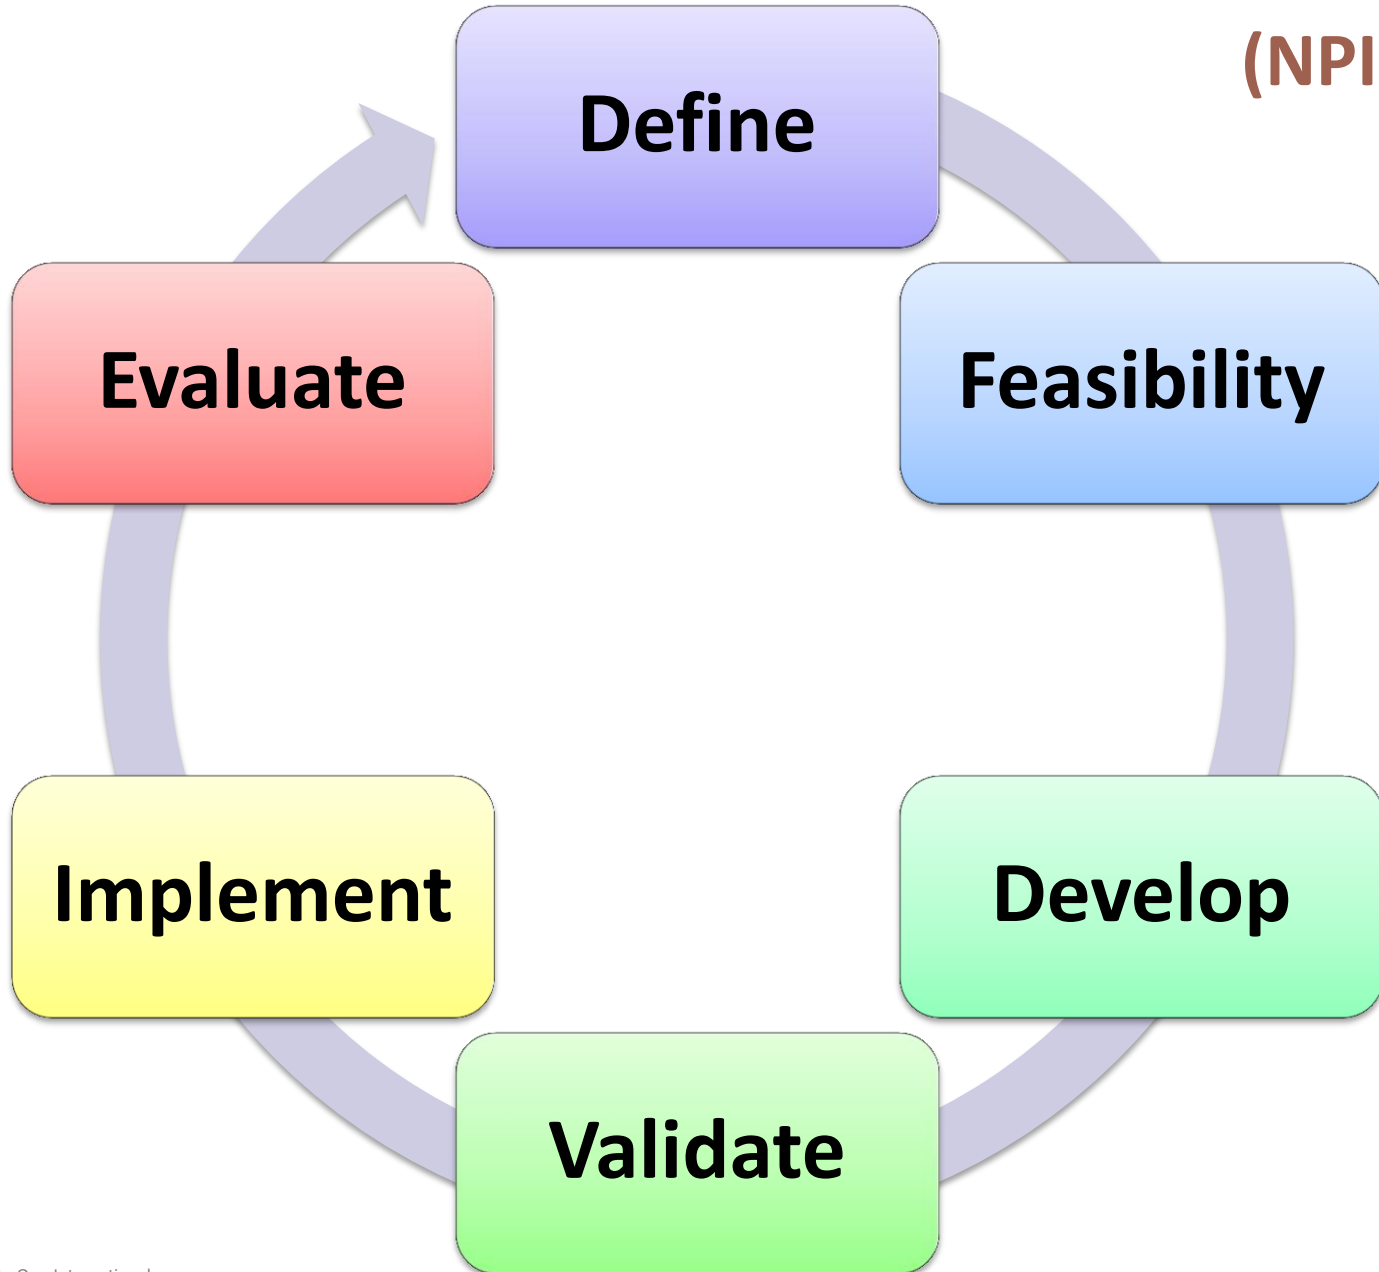 (NPI
Define
Feasibility
Develop
Validate
Implement
Evaluate